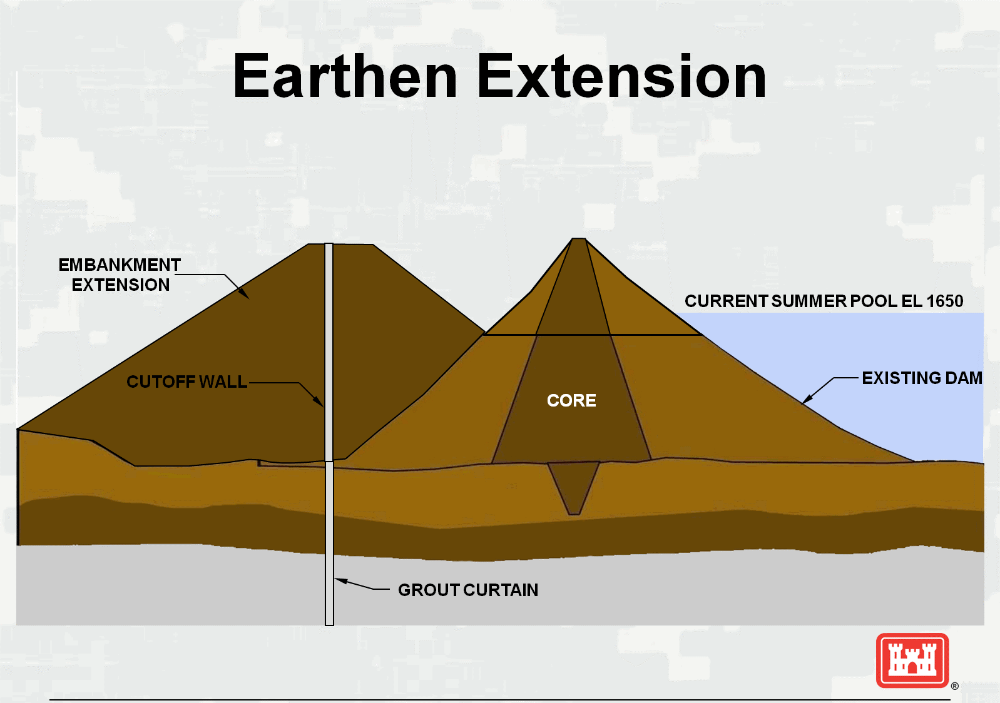 Earthen Extension
EMBANKMENT
EXTENSION
CURRENT SUMMER POOL EL 1650
CUTOFF WALL
EXISTING DAM
CORE
GROUT CURTAIN
®